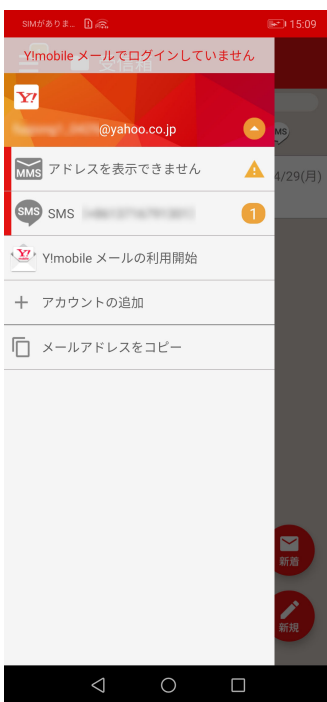 SIMがありま… 15:09
Y!mobile メールでログインしていません
受信箱
Y!
@yahoo.co.jp
MS
MMS アドレスを表示できません
4/29(月)
SMS SMS 1
Y! Y!mobile メールの利用開始
アカウントの追加
メールアドレスをコピー
新着
新規